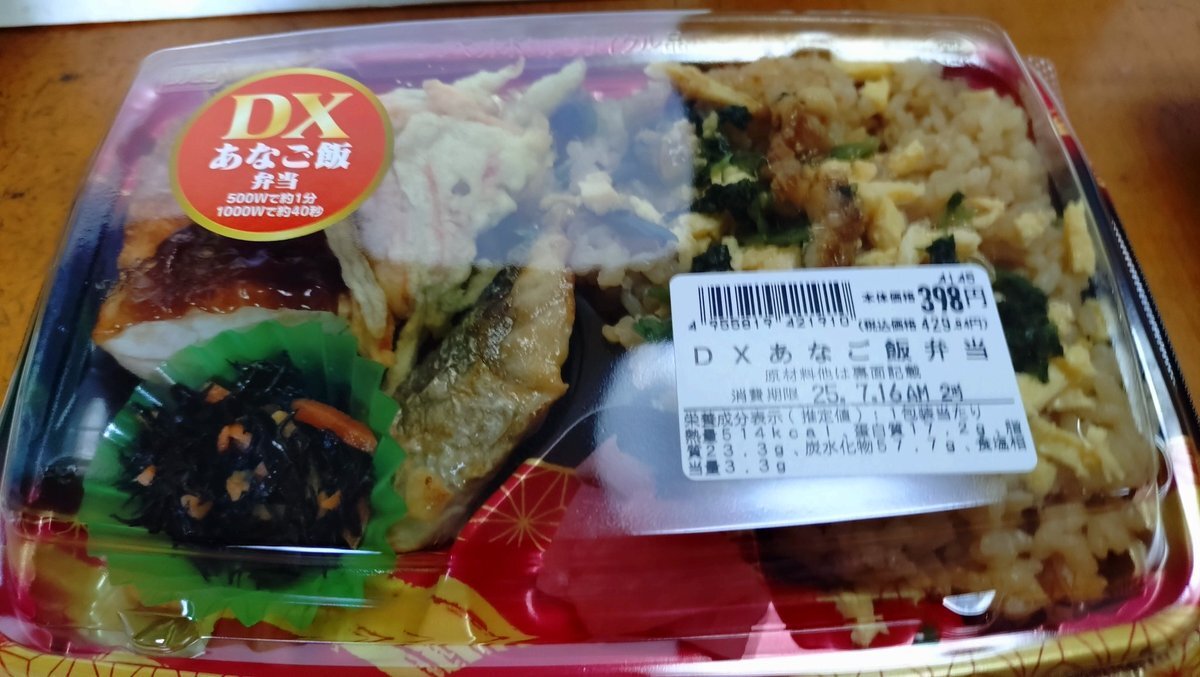 DX
あなご飯
弁当
500Wで約1分
1000Wで約40秒
4145
本体価格 398円
(税込価格 429.84円)
4 955819 421910
DXあなご飯弁当
原材料他は裏面記載
消費期限 25. 7.16 AM 2時
栄養成分表示(推定値):1包装当たり
熱量514kcal、蛋白質17.2g、脂
質23.3g、炭水化物57.7g、食塩相
当量3.3g